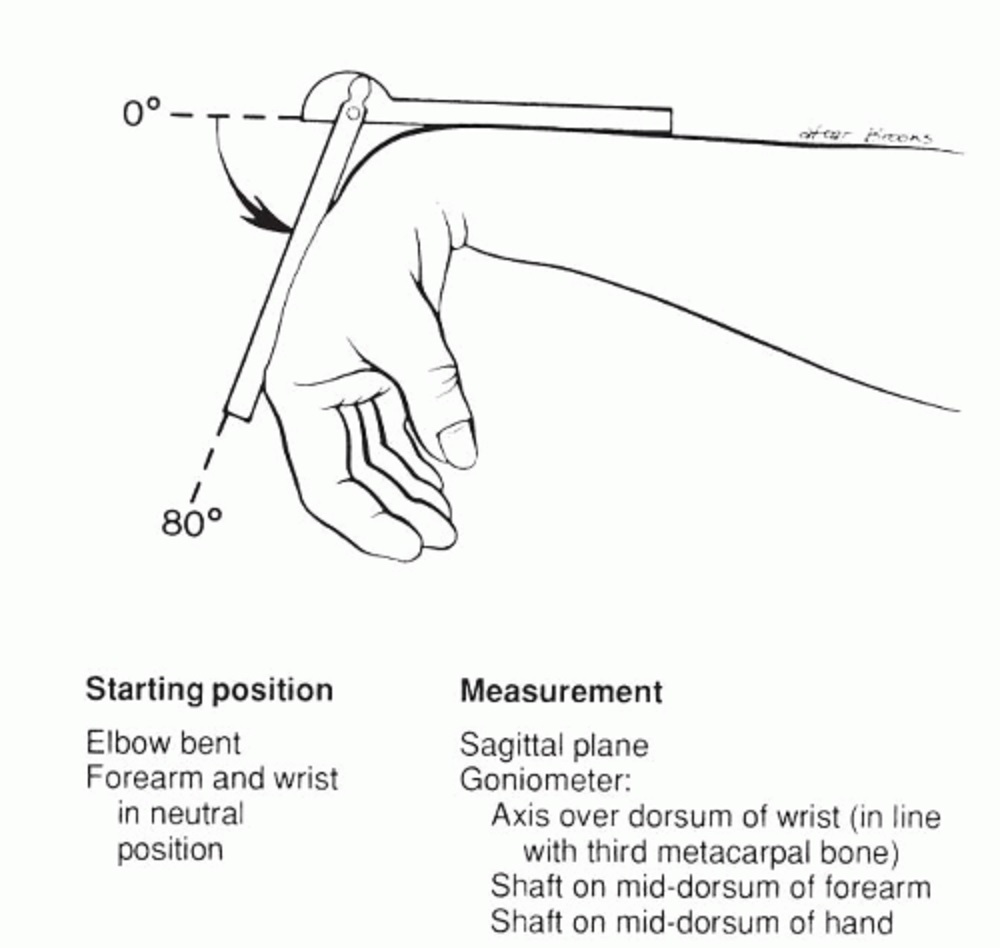 0°
after Brooks
80°
Starting position
Elbow bent
Forearm and wrist
in neutral
position
Measurement
Sagittal plane
Goniometer:
Axis over dorsum of wrist (in line
with third metacarpal bone)
Shaft on mid-dorsum of forearm
Shaft on mid-dorsum of hand